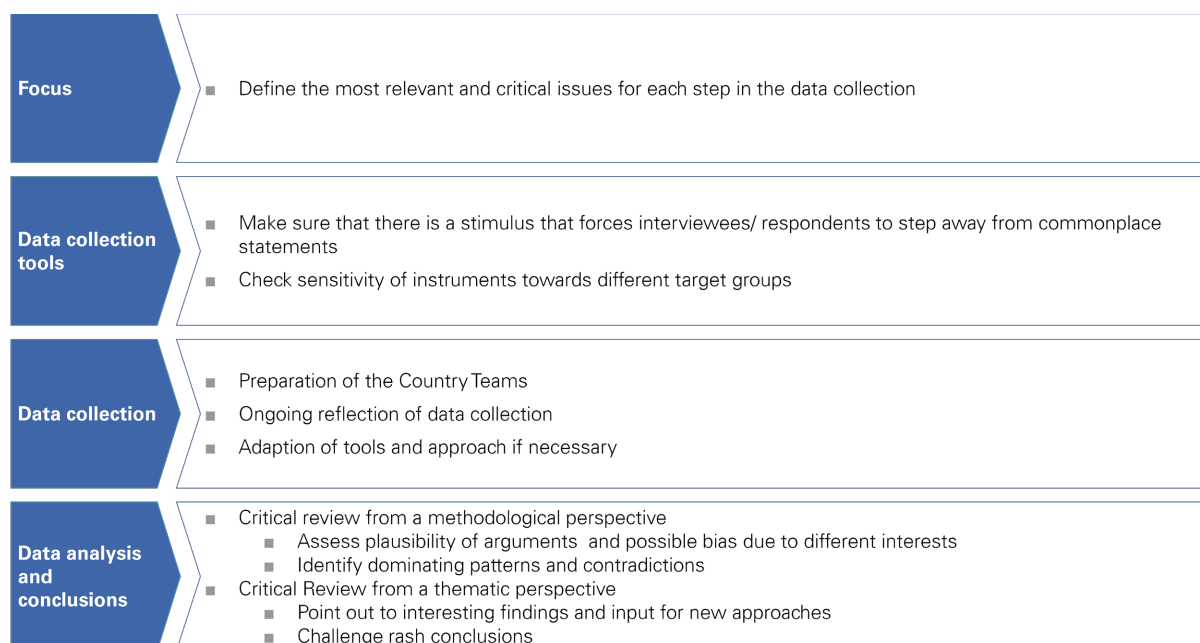 Focus
Define the most relevant and critical issues for each step in the data collection
Data collection
tools
Make sure that there is a stimulus that forces interviewees/ respondents to step away from commonplace
statements
Check sensitivity of instruments towards different target groups
Data collection
Preparation of the Country Teams
Ongoing reflection of data collection
Adaption of tools and approach if necessary
Data analysis
and
conclusions
Critical review from a methodological perspective
Assess plausibility of arguments  and possible bias due to different interests
Identify dominating patterns and contradictions
Critical Review from a thematic perspective
Point out to interesting findings and input for new approaches
Challenge rash conclusions